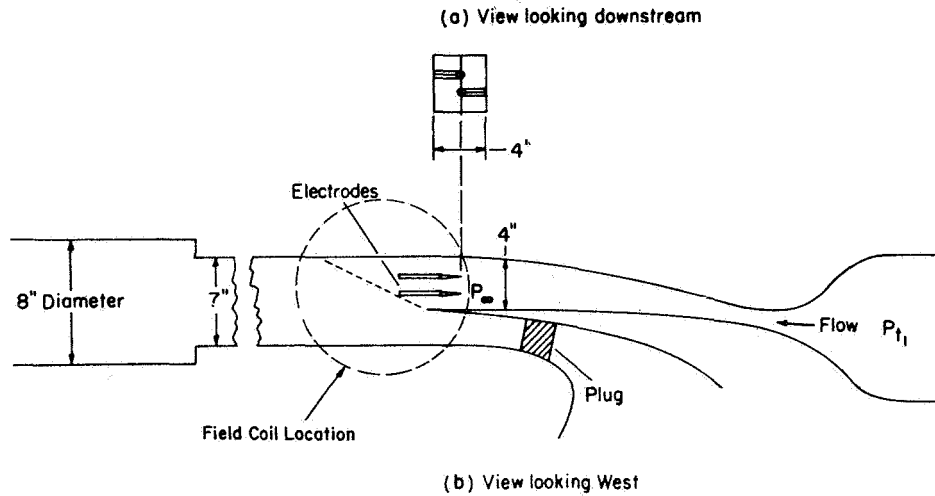 (a) View looking downstream
4"
Electrodes
4"
8" Diameter
7"
P∞
Flow
Pt1
Plug
Field Coil Location
(b) View looking West